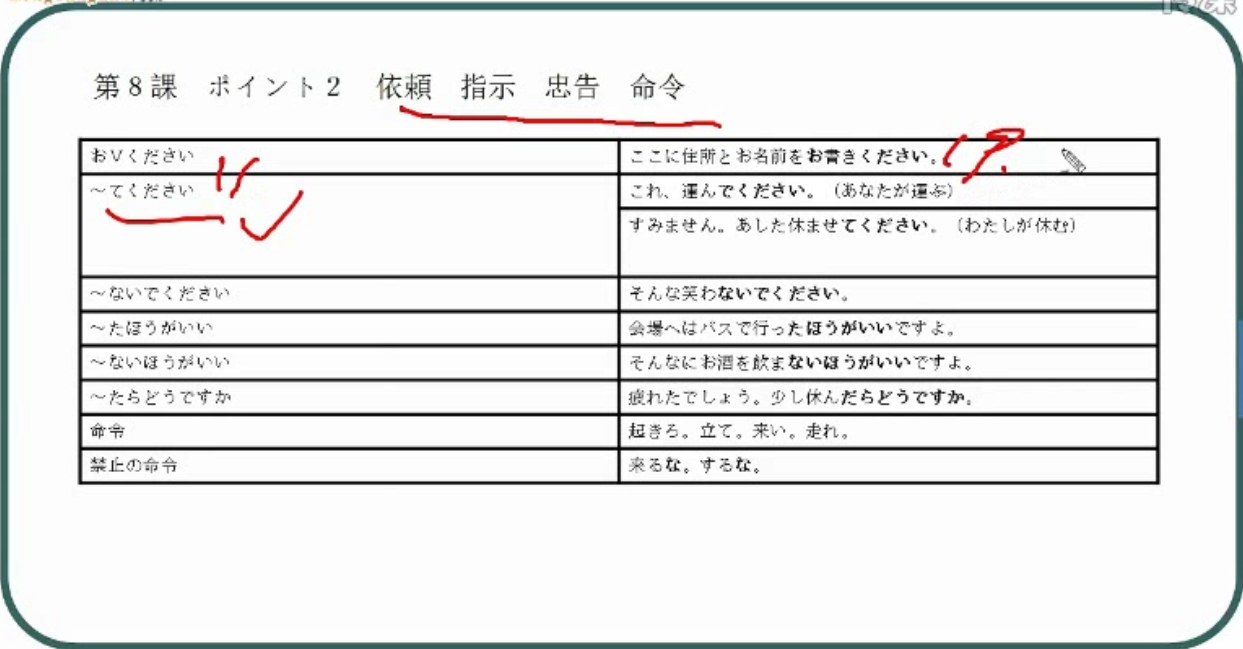 第8課　ポイント2　依頼　指示　忠告　命令
おVください
ここに住所とお名前をお書きください。
～てください
これ、運んでください。（あなたが運ぶ）
すみません。あした休ませてください。（わたしが休む）
～ないでください
そんな笑わないでください。
～たほうがいい
会場へはバスで行ったほうがいいですよ。
～ないほうがいい
そんなにお酒を飲まないほうがいいですよ。
～たらどうですか
疲れたでしょう。少し休んだらどうですか。
命令
起きろ。立て。来い。走れ。
禁止の命令
来るな。するな。